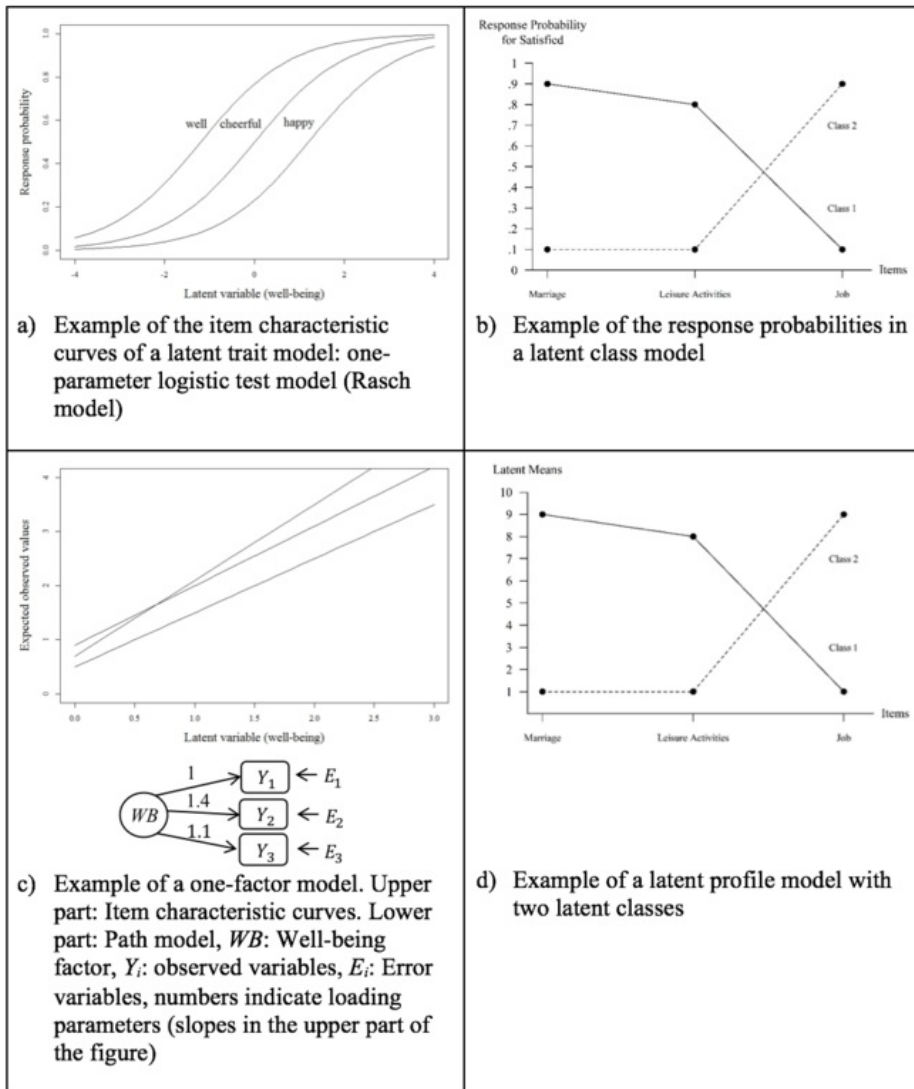 Response probability
1.0
0.8
0.6
0.4
0.2
0.0
well cheerful happy
-4 -2 0 2 4
Latent variable (well-being)
a) Example of the item characteristic
curves of a latent trait model: one-
parameter logistic test model (Rasch
model)
Response Probability
for Satisfied
1
.9
.8
.7
.6
.5
.4
.3
.2
.1
0
Class 2
Class 1
Items
Marriage Leisure Activities Job
b) Example of the response probabilities in
a latent class model
Expected observed values
4
3
2
1
0
0.0 0.5 1.0 1.5 2.0 2.5 3.0
Latent variable (well-being)
WB
1
1.4
1.1
Y1 E1
Y2 E2
Y3 E3
c) Example of a one-factor model. Upper
part: Item characteristic curves. Lower
part: Path model, WB: Well-being
factor, Yi: observed variables, Ei: Error
variables, numbers indicate loading
parameters (slopes in the upper part of
the figure)
Latent Means
10
9
8
7
6
5
4
3
2
1
Class 2
Class 1
Items
Marriage Leisure Activities Job
d) Example of a latent profile model with
two latent classes